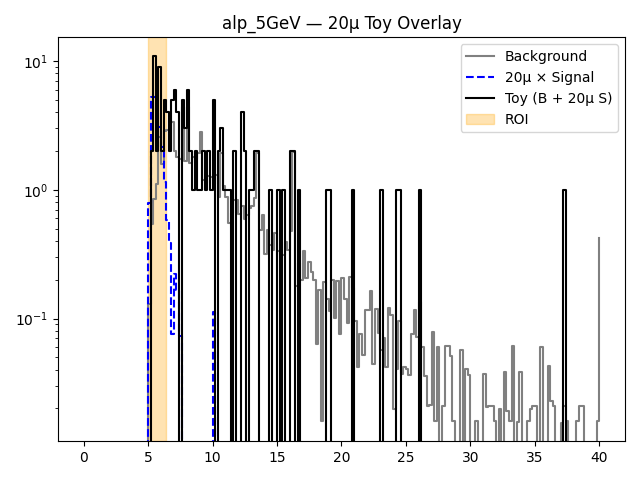 alp_5GeV — 20µ Toy Overlay
Background
20µ × Signal
Toy (B + 20µ S)
ROI
10¹
10⁰
10⁻¹
0 5 10 15 20 25 30 35 40